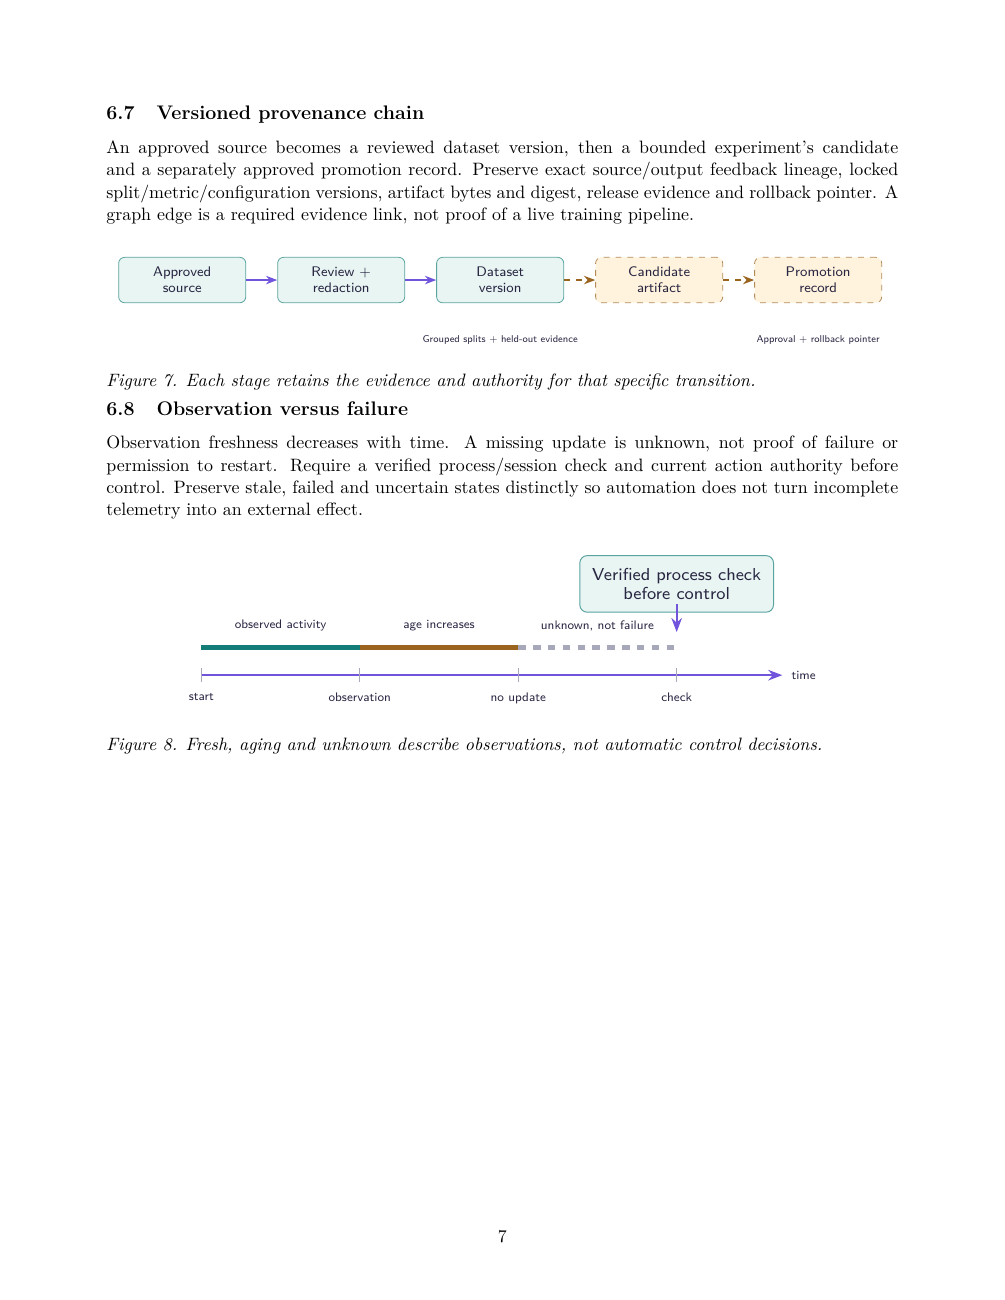 6.7 Versioned provenance chain
An approved source becomes a reviewed dataset version, then a bounded experiment's candidate
and a separately approved promotion record. Preserve exact source/output feedback lineage, locked
split/metric/configuration versions, artifact bytes and digest, release evidence and rollback pointer. A
graph edge is a required evidence link, not proof of a live training pipeline.
Approved
source
Review +
redaction
Dataset
version
Candidate
artifact
Promotion
record
Grouped splits + held-out evidence
Approval + rollback pointer
Figure 7. Each stage retains the evidence and authority for that specific transition.
6.8 Observation versus failure
Observation freshness decreases with time. A missing update is unknown, not proof of failure or
permission to restart. Require a verified process/session check and current action authority before
control. Preserve stale, failed and uncertain states distinctly so automation does not turn incomplete
telemetry into an external effect.
Verified process check
before control
observed activity
age increases
unknown, not failure
time
start
observation
no update
check
Figure 8. Fresh, aging and unknown describe observations, not automatic control decisions.
7